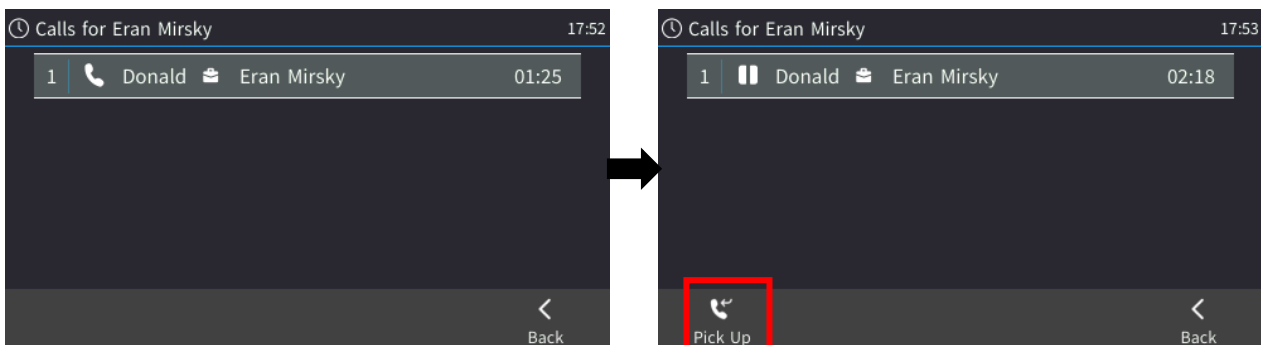 Calls for Eran Mirsky 17:52
1 Donald Eran Mirsky 01:25
Back
Calls for Eran Mirsky 17:53
1 Donald Eran Mirsky 02:18
Pick Up Back